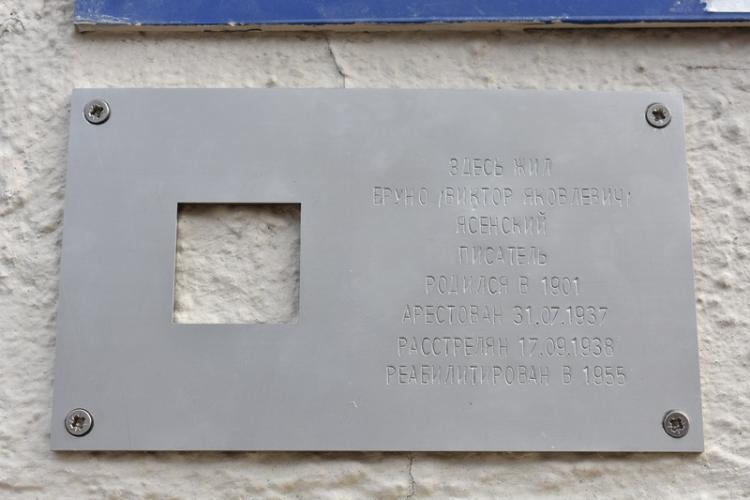 ЗДЕСЬ ЖИЛ
БРУНО (ВИКТОР ЯКОВЛЕВИЧ)
ЯСЕНСКИЙ
ПИСАТЕЛЬ
РОДИЛСЯ В 1901
АРЕСТОВАН 31.07.1937
РАССТРЕЛЯН 17.09.1938
РЕАБИЛИТИРОВАН В 1955